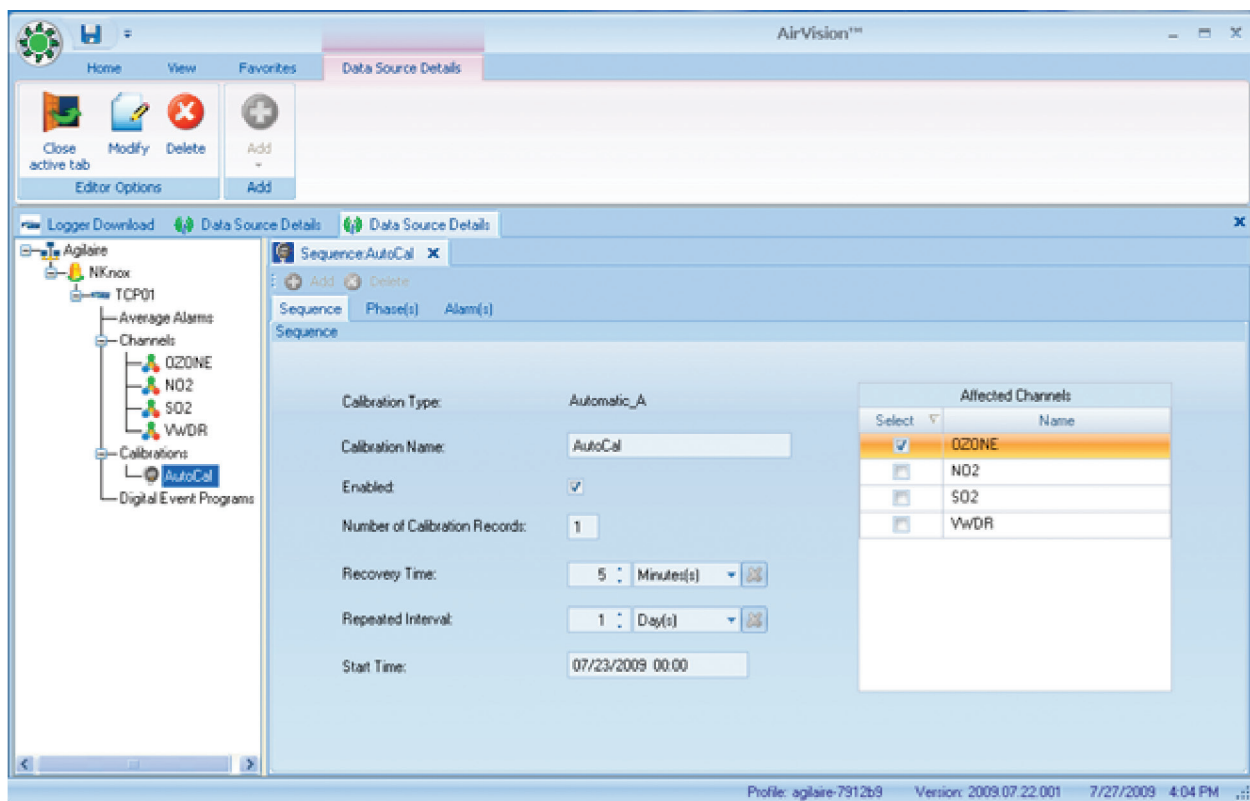 AirVision™
Home View Favorites Data Source Details
Close active tab Modify Delete Add
Editor Options Add
Logger Download Data Source Details Data Source Details
Agilaire
NKnox
TCP01
Average Alarms
Channels
OZONE
NO2
SO2
VWDR
Calibrations
AutoCal
Digital Event Programs
Sequence:AutoCal
Add Delete
Sequence Phase(s) Alarm(s)
Sequence
Calibration Type: Automatic_A
Calibration Name: AutoCal
Enabled:
Number of Calibration Records: 1
Recovery Time: 5 Minutes(s)
Repeated Interval: 1 Day(s)
Start Time: 07/23/2009 00:00
Affected Channels
Select Name
OZONE
NO2
SO2
VWDR
Profile: agilaire-7912b9 Version: 2009.07.22.001 7/27/2009 4:04 PM